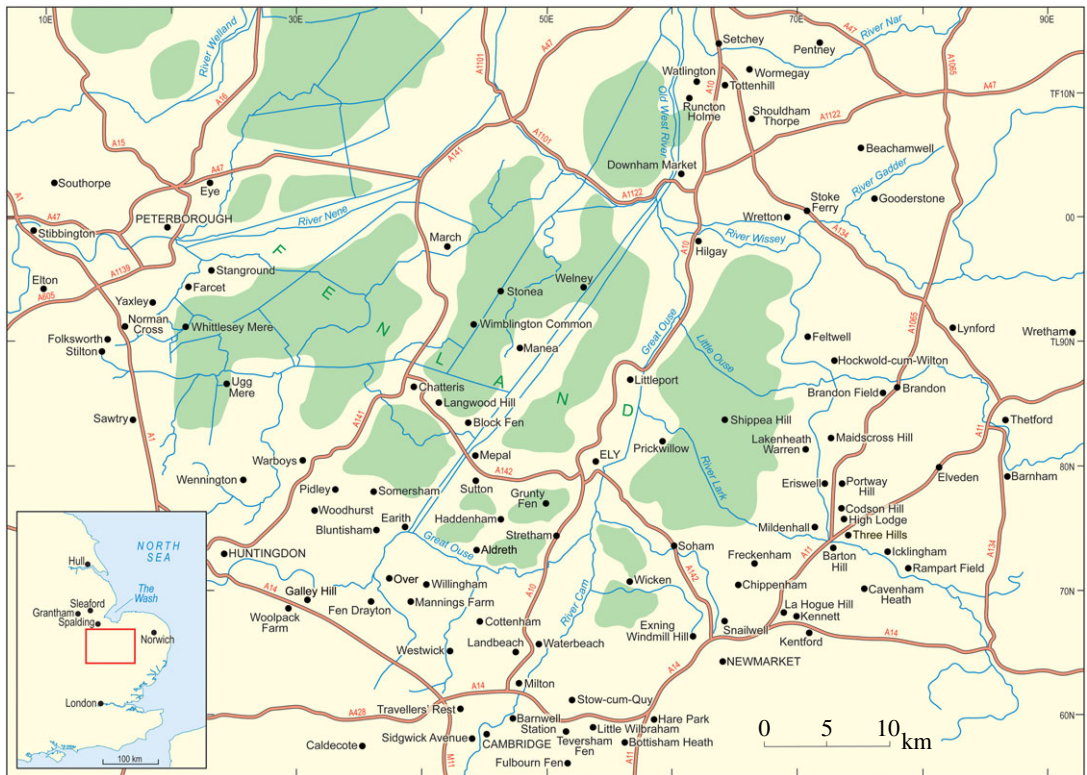 10E
30E
50E
70E
90E
River Welland
A16
A1101
A47
Setchey
Pentney
A47
River Nar
A1065
Watlington
Wormegay
Tottenhill
A10
Runcton
Holme
Old West River
Shouldham
Thorpe
A47
TF10N
A15
A141
A1101
A1122
A47
Beachamwell
Downham Market
River Gadder
Southorpe
Eye
A1
A1122
Stoke
Ferry
Gooderstone
PETERBOROUGH
River Nene
Wretton
00
A47
Stibbington
A134
River Wissey
March
A10
Hilgay
A1139
Stanground
Elton
Farcet
Welney
A605
Stonea
Yaxley
FENLAND
Norman
Cross
Whittlesey Mere
Wimblington Common
A1065
Lynford
Wretham
Folksworth
Stilton
Manea
Great Ouse
Little Ouse
Feltwell
TL90N
Hockwold-cum-Wilton
Ugg
Mere
Chatteris
Littleport
Brandon Field
Brandon
Langwood Hill
Sawtry
A1
A141
Block Fen
Shippea Hill
Thetford
A11
Prickwillow
Lakenheath
Warren
Maidscross Hill
Warboys
Mepal
A142
ELY
80N
Wennington
Sutton
River Lark
Elveden
Barnham
Pidley
Somersham
Grunty
Fen
Eriswell
Portway
Hill
Woodhurst
Codson Hill
Bluntisham
Earith
Haddenham
High Lodge
Mildenhall
Three Hills
Stretham
NORTH
SEA
Hull
The
Wash
Sleaford
Grantham
Spalding
Norwich
London
100 km
HUNTINGDON
Great Ouse
Aldreth
Soham
Freckenham
A11
Barton
Hill
Icklingham
A134
Rampart Field
A14
Over
Willingham
Wicken
A142
Chippenham
Cavenham
Heath
70N
Galley Hill
Fen Drayton
Mannings Farm
Woolpack
Farm
A10
River Cam
La Hogue Hill
Kennett
Cottenham
Exning
Windmill Hill
Snailwell
Kentford
A14
Westwick
Landbeach
Waterbeach
NEWMARKET
A14
Milton
A14
Stow-cum-Quy
A428
Travellers' Rest
Barnwell
Station
Hare Park
60N
Little Wilbraham
Sidgwick Avenue
CAMBRIDGE
Teversham
Fen
Bottisham Heath
Caldecote
M11
Fulbourn Fen
A11
0 5 10 km